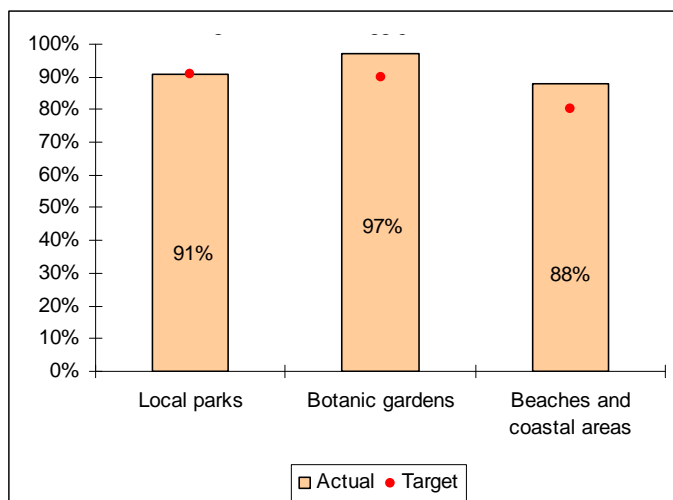 100%
90%
80%
70%
60%
50%
40%
30%
20%
10%
0%
91%
97%
88%
Local parks
Botanic gardens
Beaches and
coastal areas
Actual
Target